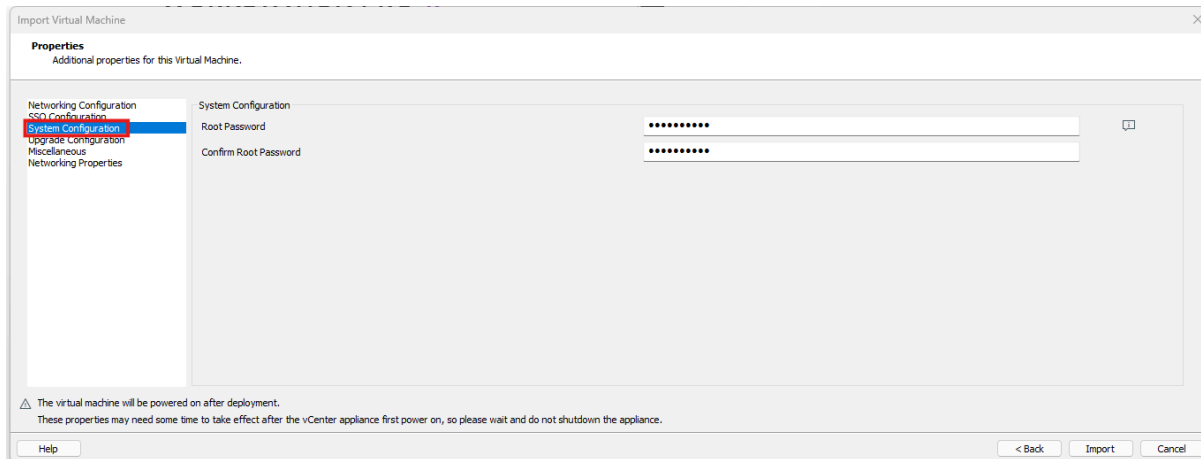 Import Virtual Machine
Properties
Additional properties for this Virtual Machine.
Networking Configuration
SSO Configuration
System Configuration
Upgrade Configuration
Miscellaneous
Networking Properties
System Configuration
Root Password
••••••••••
Confirm Root Password
••••••••••
The virtual machine will be powered on after deployment.
These properties may need some time to take effect after the vCenter appliance first power on, so please wait and do not shutdown the appliance.
Help
< Back
Import
Cancel